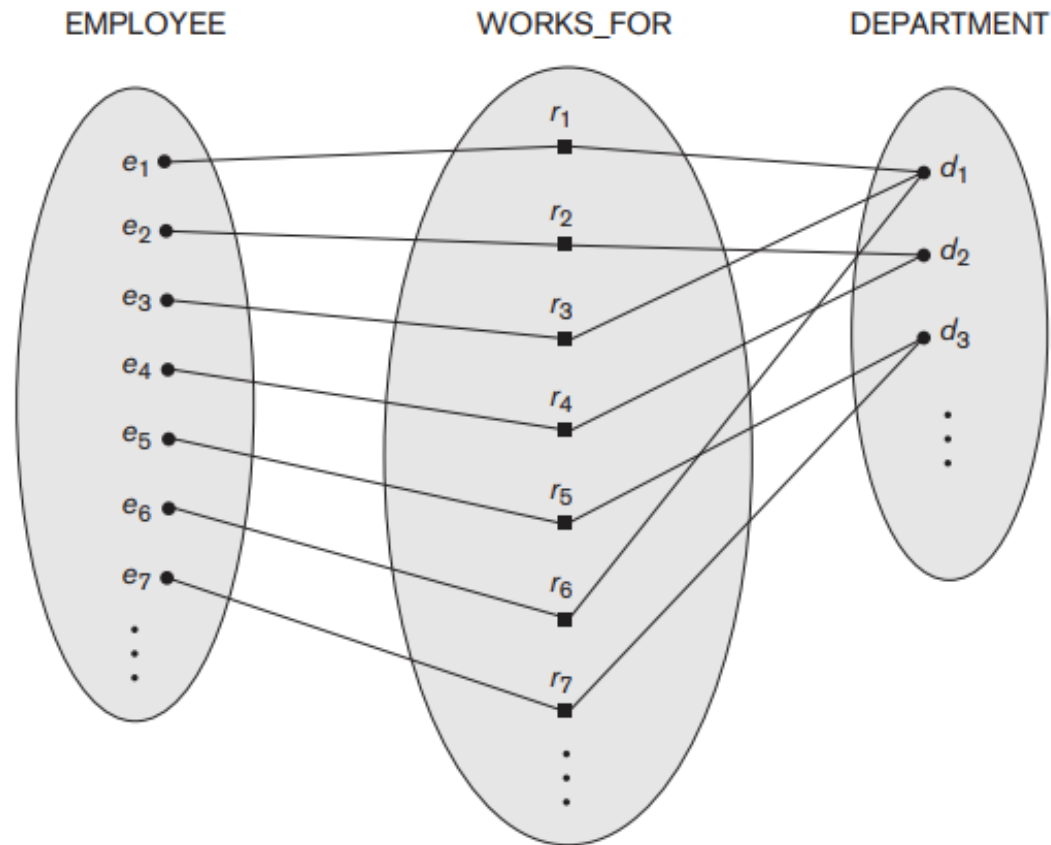 EMPLOYEE WORKS_FOR DEPARTMENT
r1
e1 d1
r2
e2 d2
e3 r3 d3
e4 r4
e5 r5
e6 r6
e7 r7